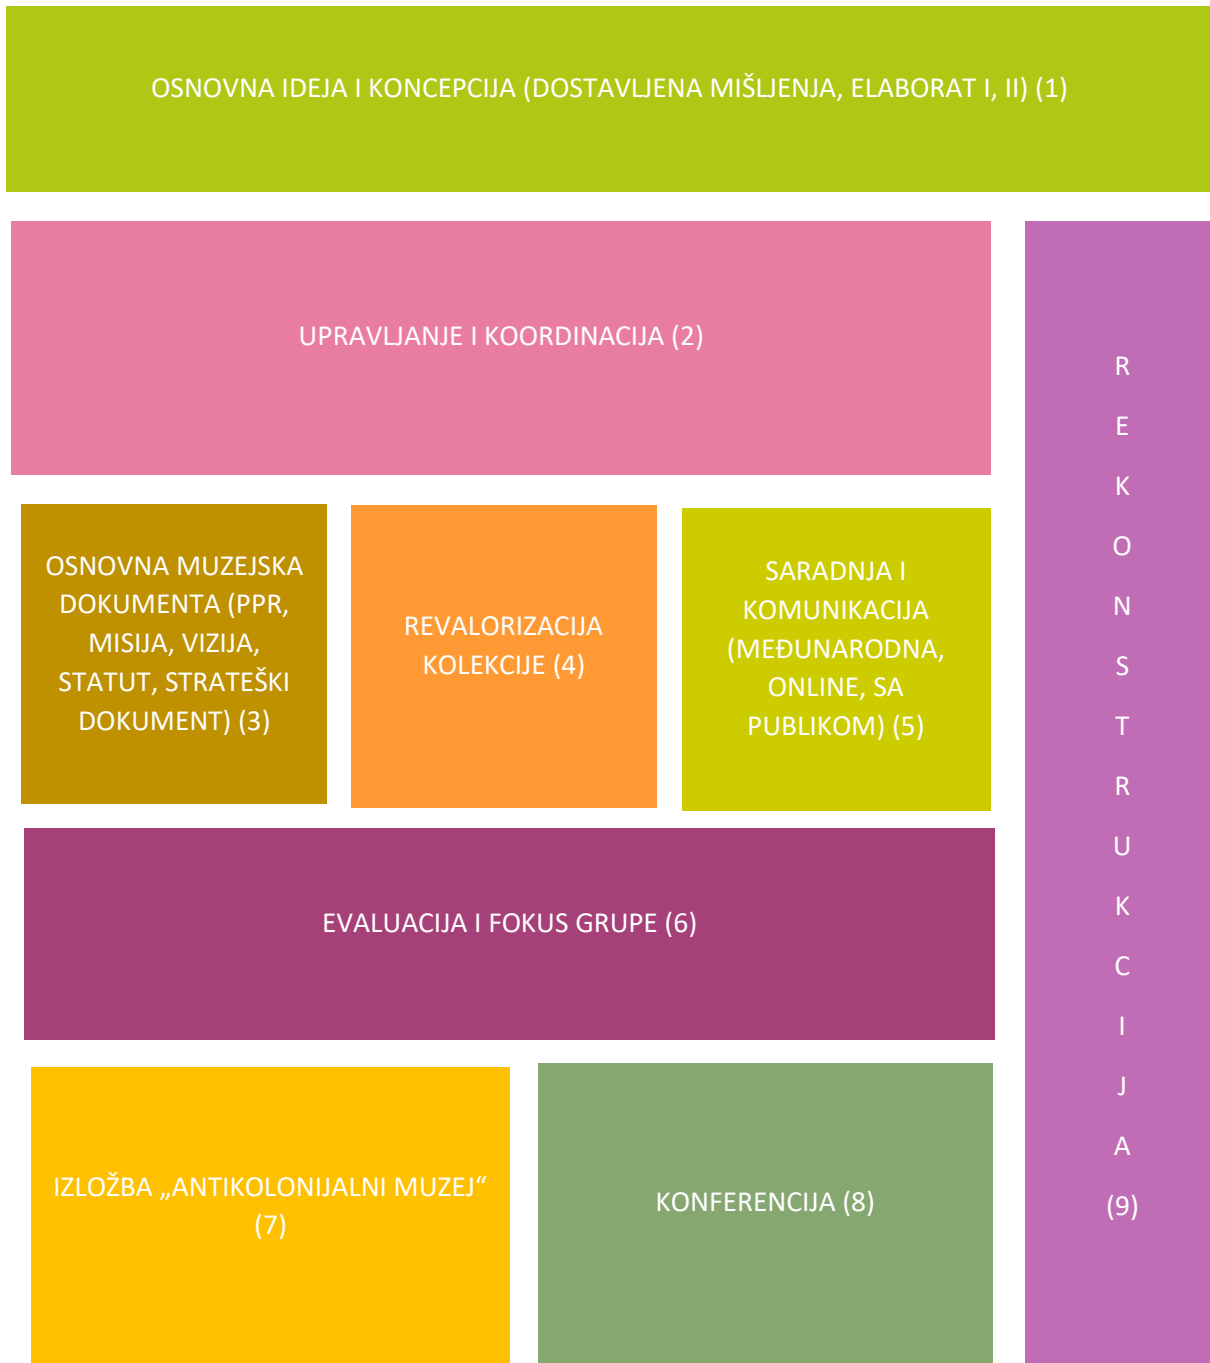 OSNOVNA IDEJA I KONCEPCIJA (DOSTAVLJENA MIŠLJENJA, ELABORAT I, II) (1)
UPRAVLJANJE I KOORDINACIJA (2)
OSNOVNA MUZEJSKA
DOKUMENTA (PPR,
MISIJA, VIZIJA,
STATUT, STRATEŠKI
DOKUMENT) (3)
REVALORIZACIJA
KOLEKCIJE (4)
SARADNJA I
KOMUNIKACIJA
(MEĐUNARODNA,
ONLINE, SA
PUBLIKOM) (5)
EVALUACIJA I FOKUS GRUPE (6)
IZLOŽBA „ANTIKOLONIJALNI MUZEJ“
(7)
KONFERENCIJA (8)
R
E
K
O
N
S
T
R
U
K
C
I
J
A
(9)